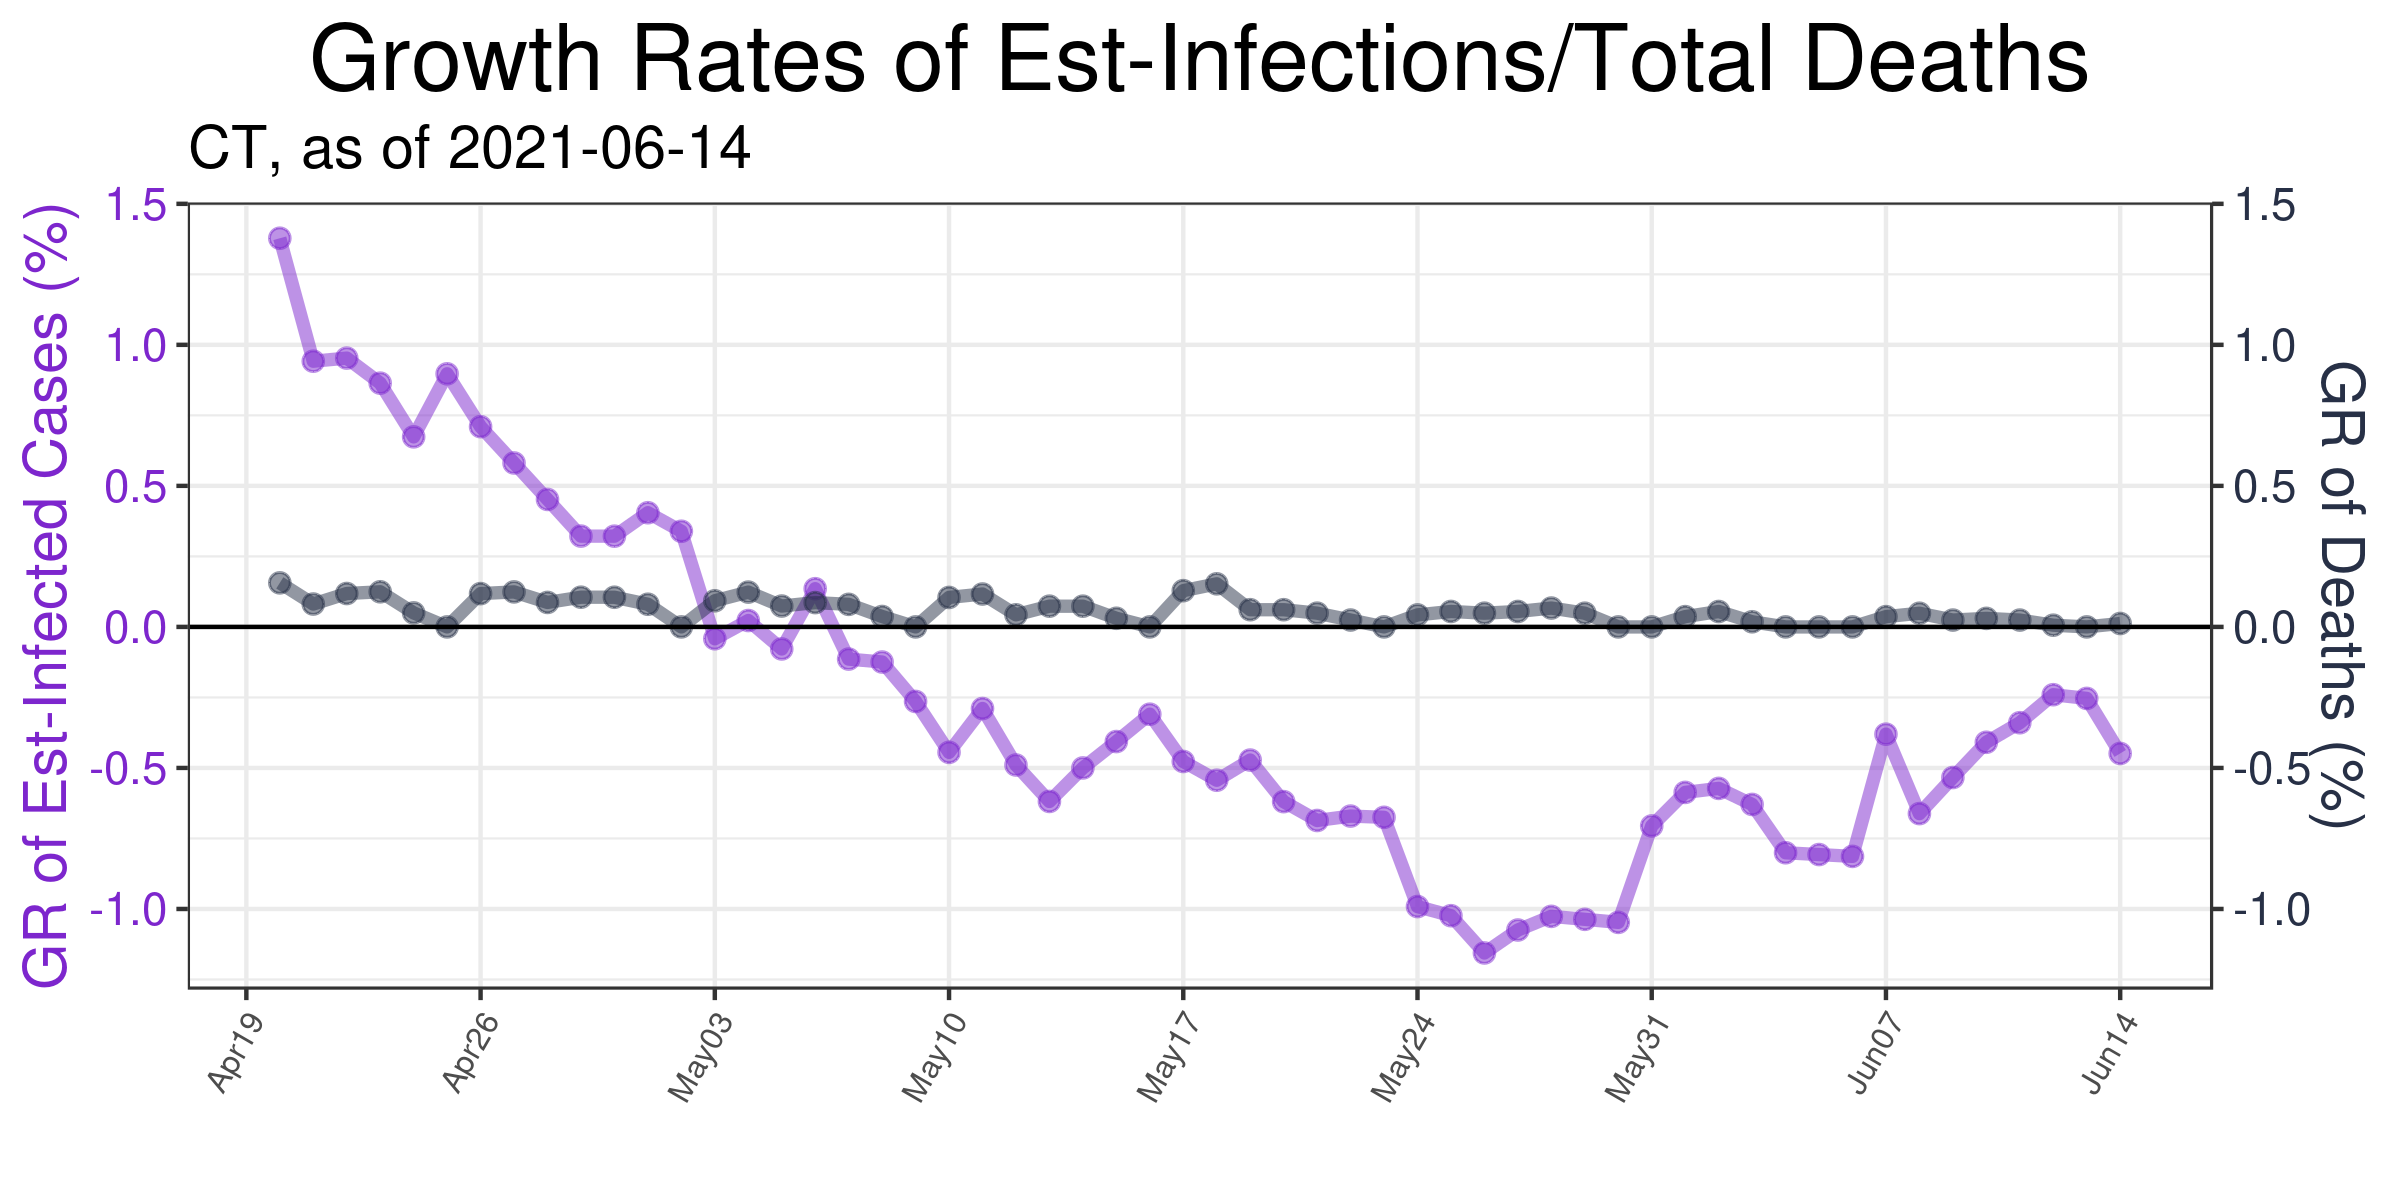 Growth Rates of Est-Infections/Total Deaths
CT, as of 2021-06-14
GR of Est-Infected Cases (%)
1.5
1.0
0.5
0.0
-0.5
-1.0
1.5
1.0
0.5
0.0
-0.5
-1.0
GR of Deaths (%)
Apr19
Apr26
May03
May10
May17
May24
May31
Jun07
Jun14